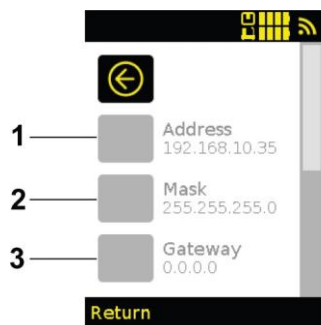 1
Address
192.168.10.35
2
Mask
255.255.255.0
3
Gateway
0.0.0.0
Return